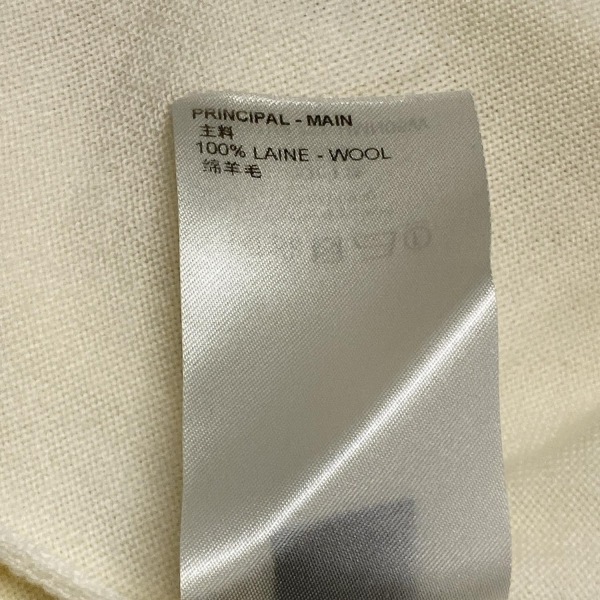 PRINCIPAL - MAIN
主料
100% LAINE - WOOL
绵羊毛